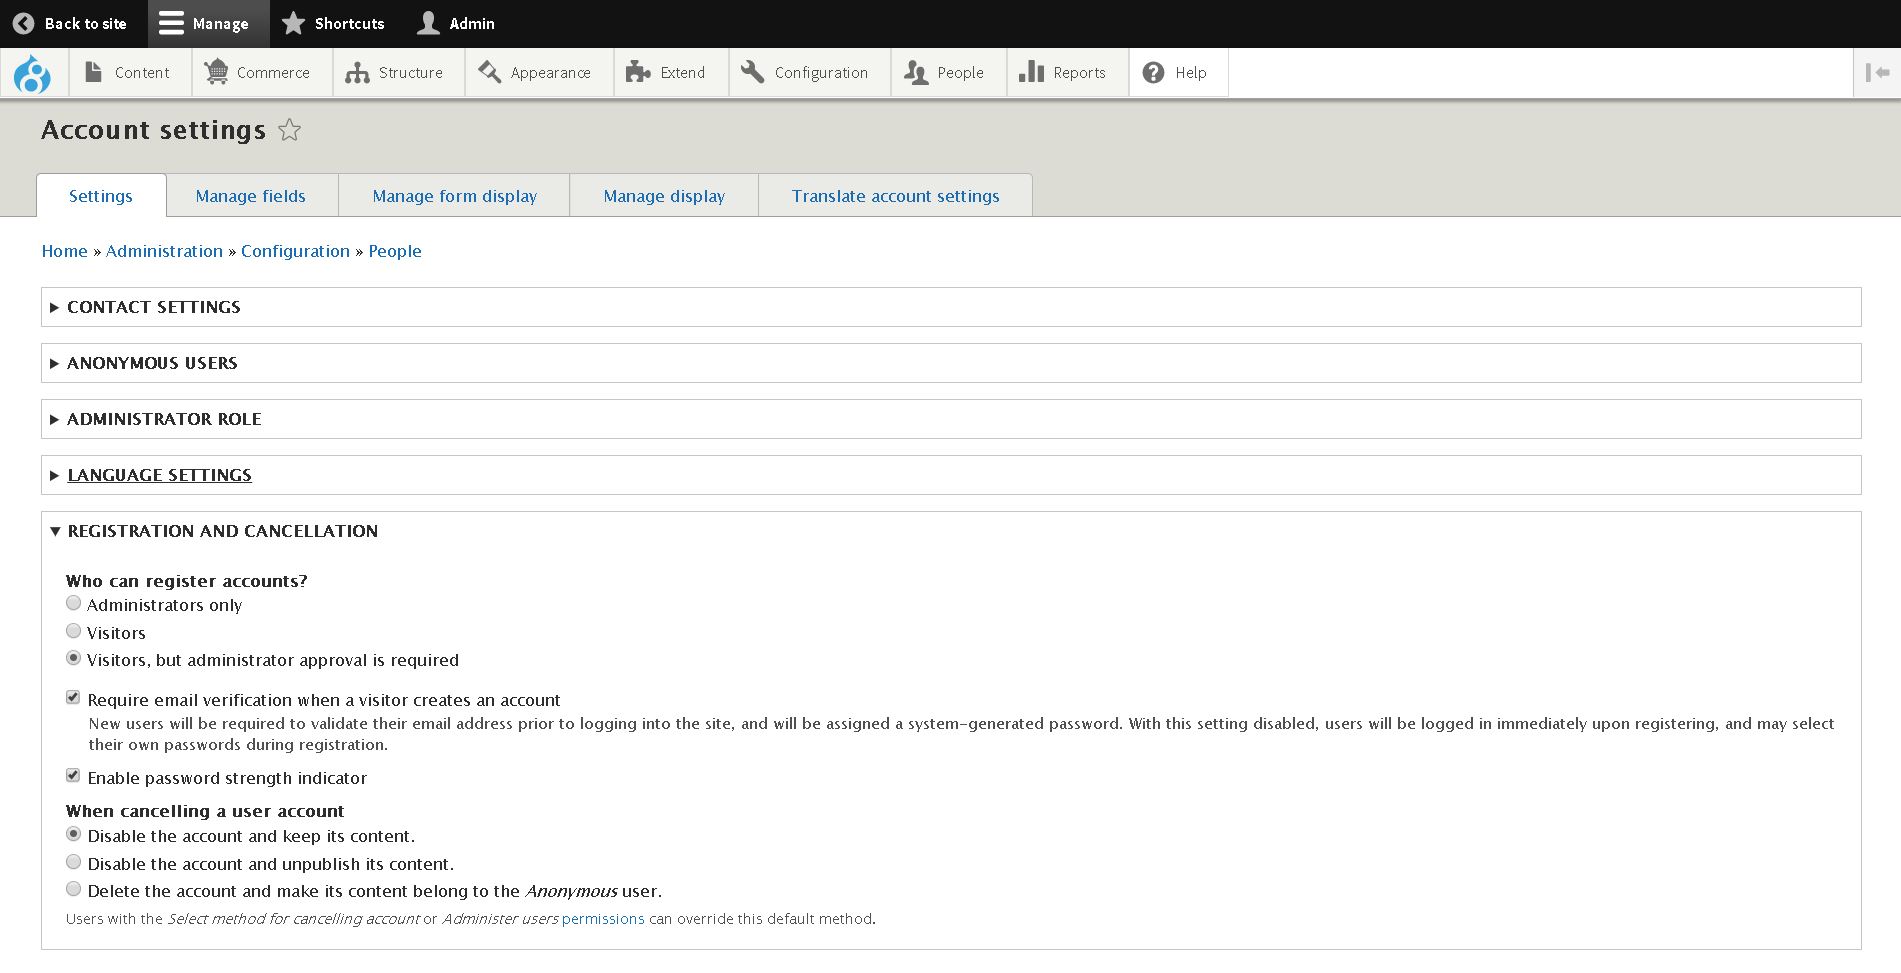 Back to site Manage Shortcuts Admin
Content Commerce Structure Appearance Extend Configuration People Reports Help
Account settings
Settings Manage fields Manage form display Manage display Translate account settings
Home » Administration » Configuration » People
CONTACT SETTINGS
ANONYMOUS USERS
ADMINISTRATOR ROLE
LANGUAGE SETTINGS
REGISTRATION AND CANCELLATION
Who can register accounts?
Administrators only
Visitors
Visitors, but administrator approval is required
Require email verification when a visitor creates an account
New users will be required to validate their email address prior to logging into the site, and will be assigned a system-generated password. With this setting disabled, users will be logged in immediately upon registering, and may select
their own passwords during registration.
Enable password strength indicator
When cancelling a user account
Disable the account and keep its content.
Disable the account and unpublish its content.
Delete the account and make its content belong to the Anonymous user.
Users with the Select method for cancelling account or Administer users permissions can override this default method.